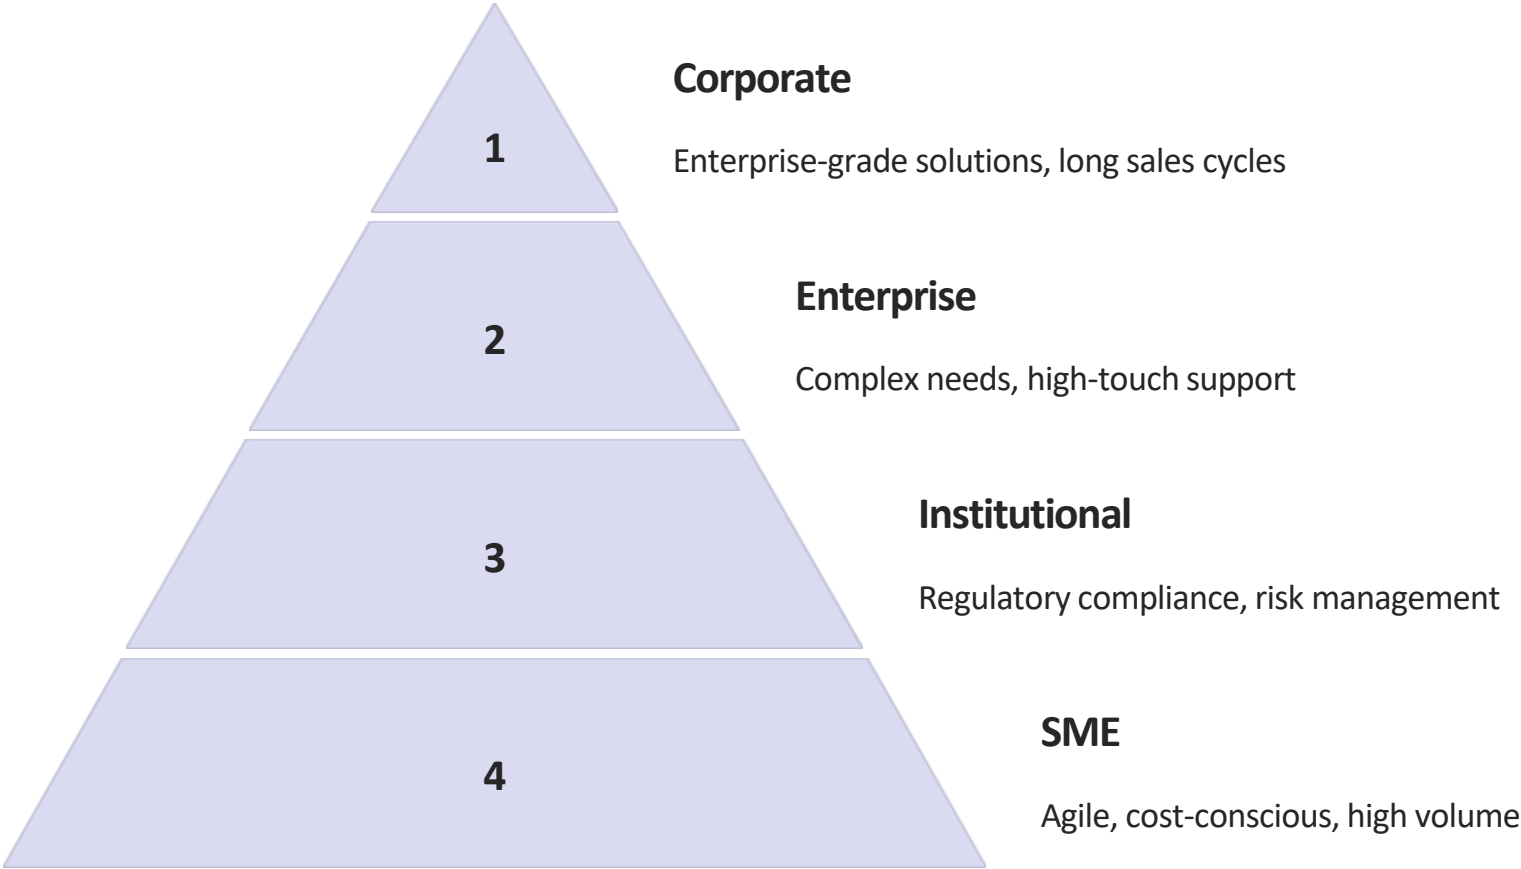 1
Corporate
Enterprise-grade solutions, long sales cycles
2
Enterprise
Complex needs, high-touch support
3
Institutional
Regulatory compliance, risk management
4
SME
Agile, cost-conscious, high volume